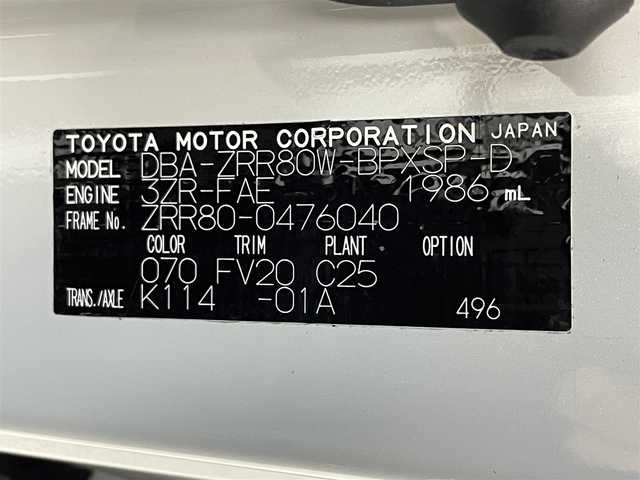 TOYOTA MOTOR CORPORATION JAPAN
MODEL DBA-ZRR80W-BPXSP-D
ENGINE 3ZR-FAE 1986 mL
FRAME No. ZRR80-0476040
COLOR TRIM PLANT OPTION
070 FV20 C25
TRANS./AXLE K114 -01A 496